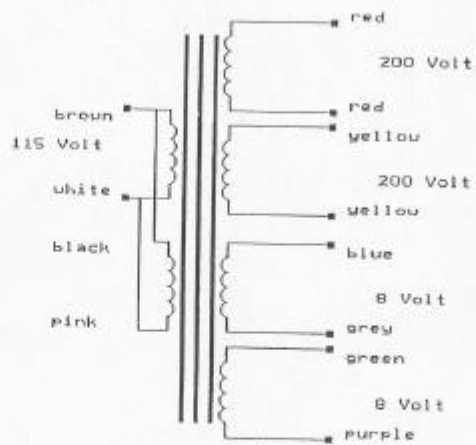 red
200 Volt
red
brown
115 Volt
white
black
pink
yellow
200 Volt
yellow
blue
8 Volt
grey
green
8 Volt
purple